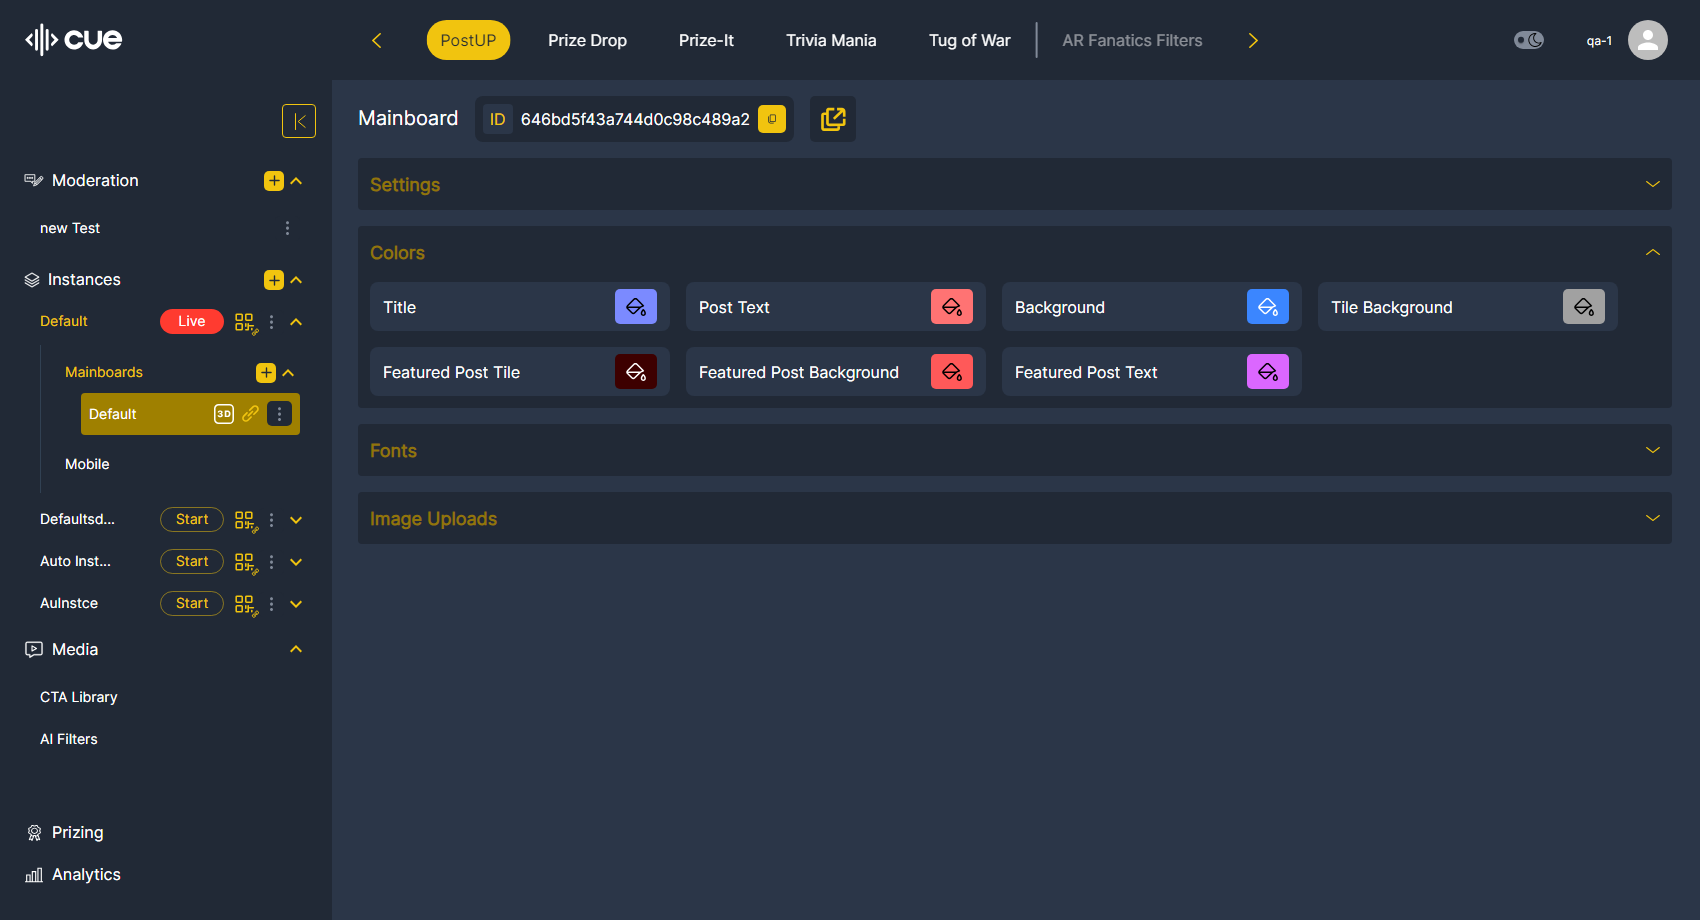 cue
PostUP
Prize Drop
Prize-It
Trivia Mania
Tug of War
AR Fanatics Filters
qa-1
Moderation
new Test
Instances
Default
Live
Mainboards
Default
3D
Mobile
Defaultsd...
Start
Auto Inst...
Start
AuInstce
Start
Media
CTA Library
AI Filters
Prizing
Analytics
Mainboard
ID
646bd5f43a744d0c98c489a2
Settings
Colors
Title
Post Text
Background
Tile Background
Featured Post Tile
Featured Post Background
Featured Post Text
Fonts
Image Uploads